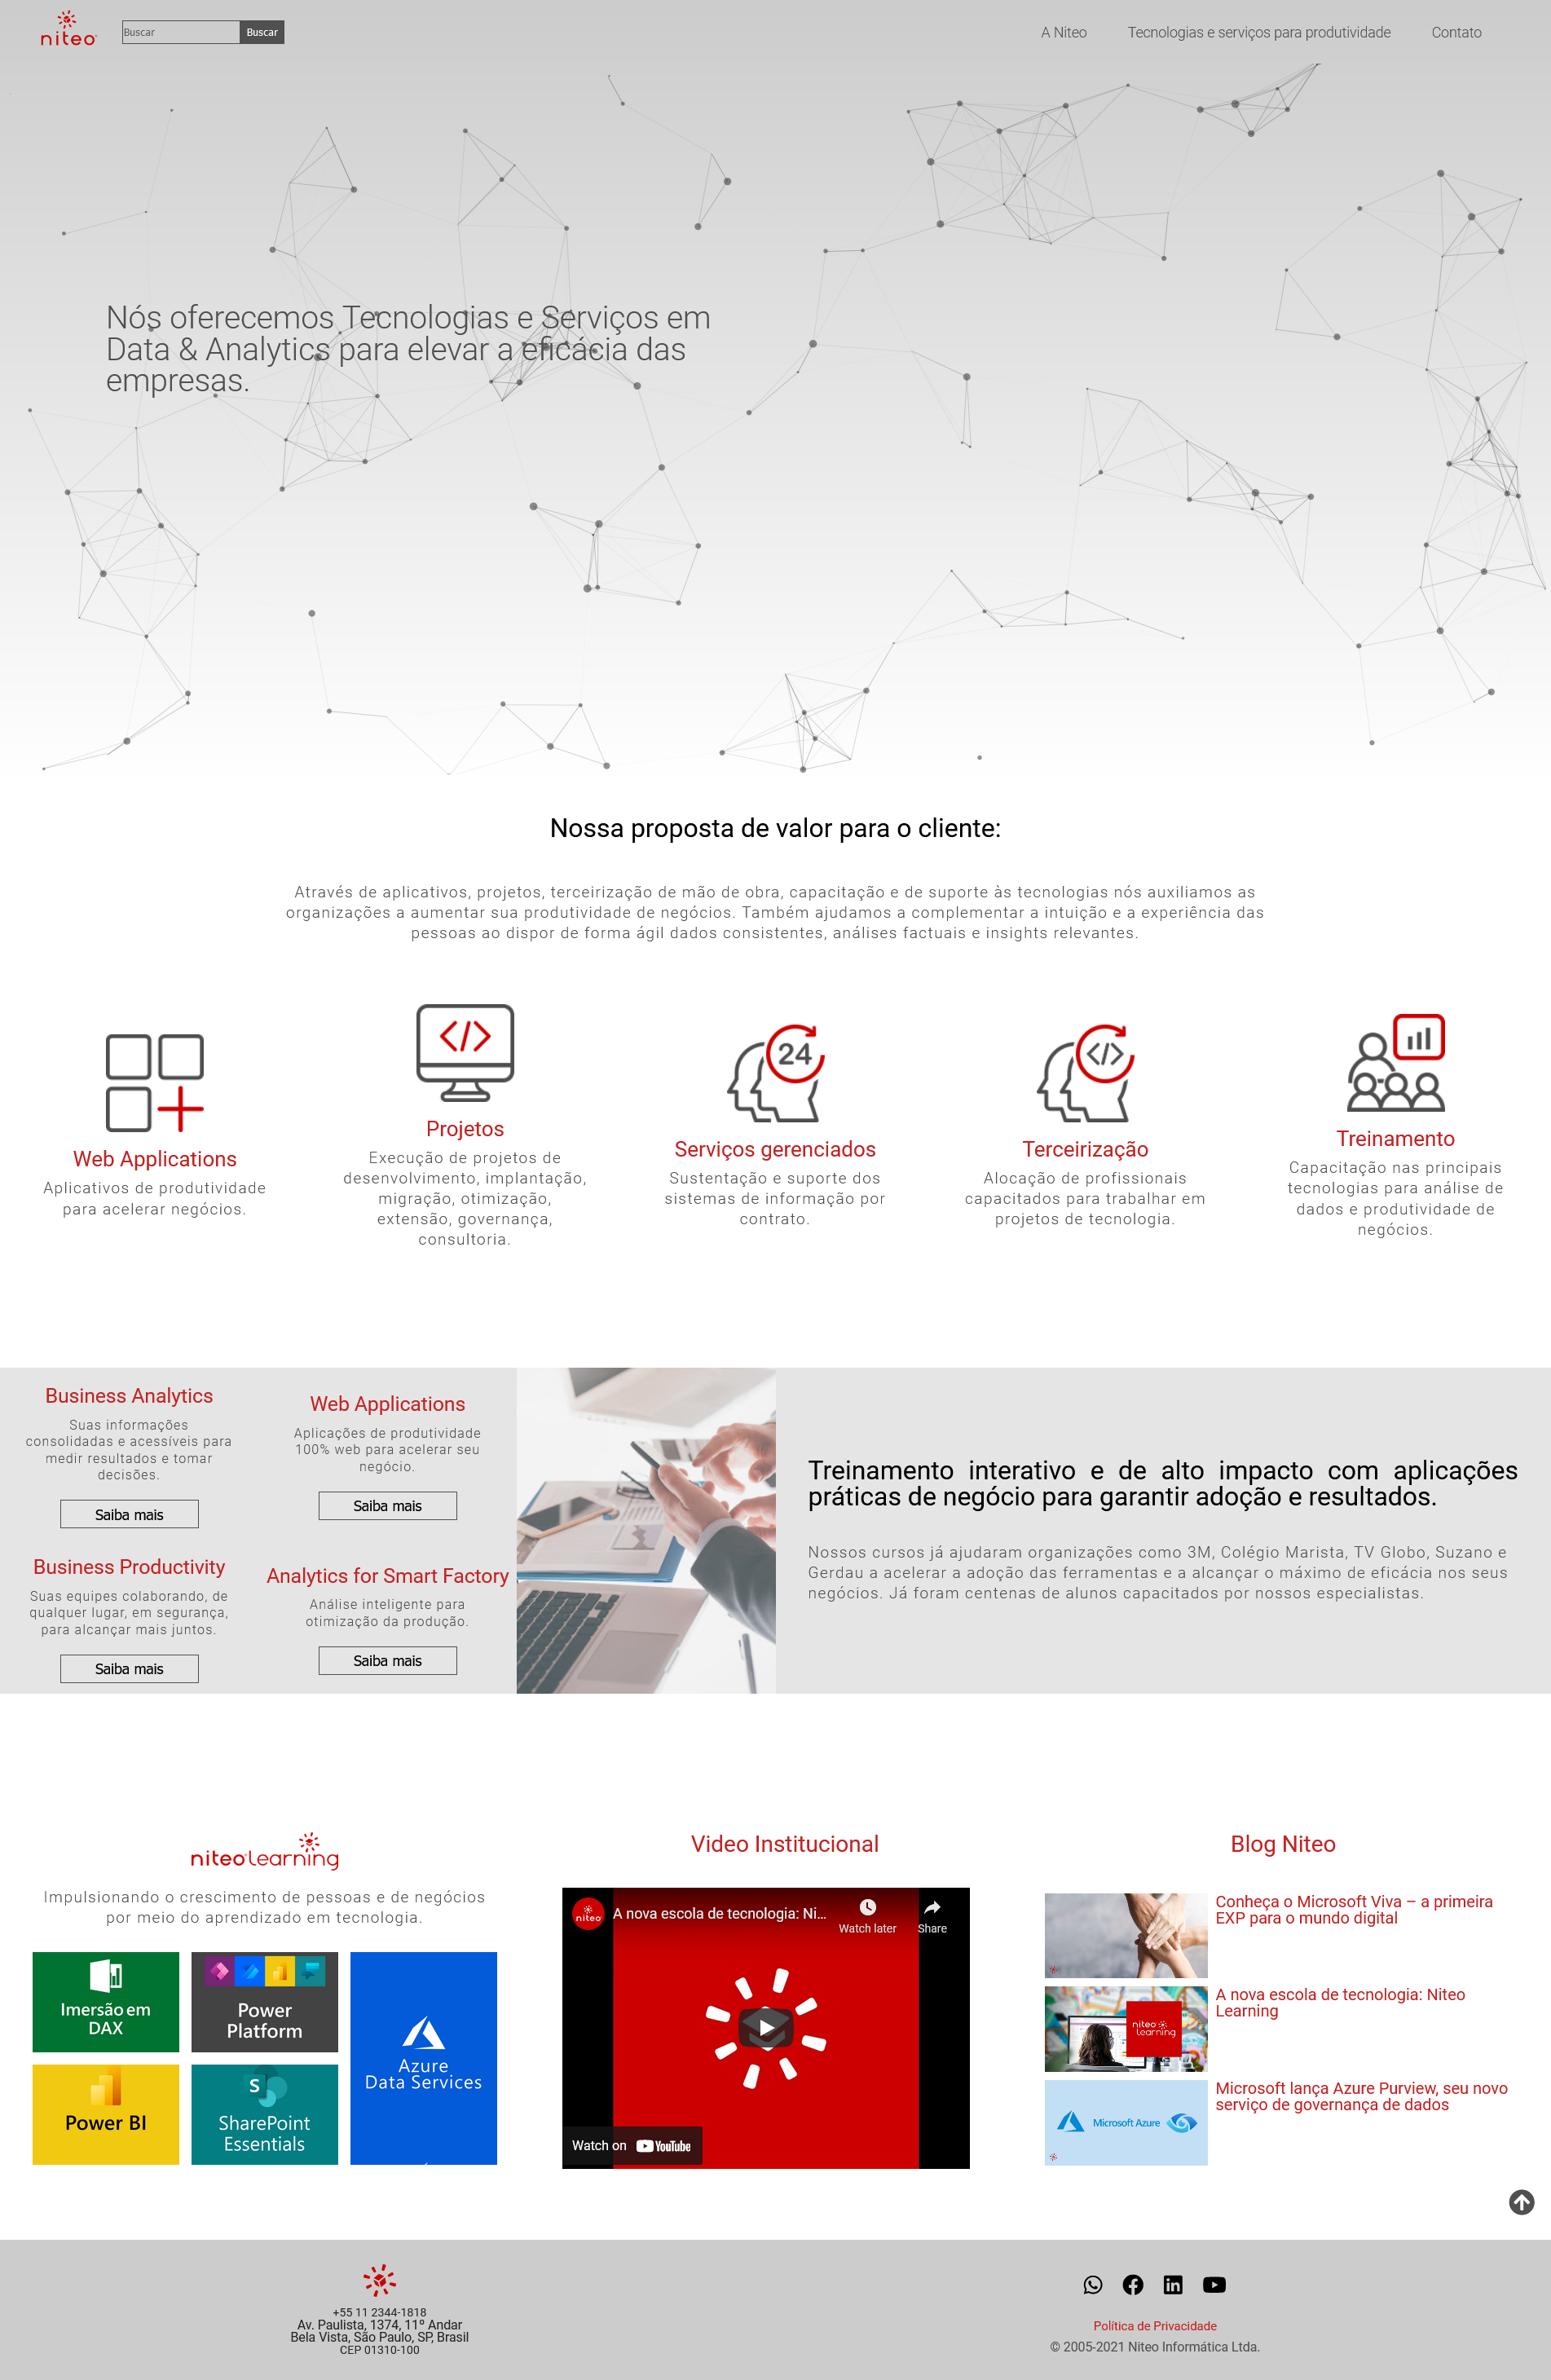 niteo
Buscar
Buscar
A Niteo
Tecnologias e serviços para produtividade
Contato
Nós oferecemos Tecnologias e Serviços em
Data & Analytics para elevar a eficácia das
empresas.
Nossa proposta de valor para o cliente:
Através de aplicativos, projetos, terceirização de mão de obra, capacitação e de suporte às tecnologias nós auxiliamos as
organizações a aumentar sua produtividade de negócios. Também ajudamos a complementar a intuição e a experiência das
pessoas ao dispor de forma ágil dados consistentes, análises factuais e insights relevantes.
Web Applications
Aplicativos de produtividade
para acelerar negócios.
</>
Projetos
Execução de projetos de
desenvolvimento, implantação,
migração, otimização,
extensão, governança,
consultoria.
24
Serviços gerenciados
Sustentação e suporte dos
sistemas de informação por
contrato.
</>
Terceirização
Alocação de profissionais
capacitados para trabalhar em
projetos de tecnologia.
Treinamento
Capacitação nas principais
tecnologias para análise de
dados e produtividade de
negócios.
Business Analytics
Suas informações
consolidadas e acessíveis para
medir resultados e tomar
decisões.
Saiba mais
Web Applications
Aplicações de produtividade
100% web para acelerar seu
negócio.
Saiba mais
Business Productivity
Suas equipes colaborando, de
qualquer lugar, em segurança,
para alcançar mais juntos.
Saiba mais
Analytics for Smart Factory
Análise inteligente para
otimização da produção.
Saiba mais
Treinamento interativo e de alto impacto com aplicações
práticas de negócio para garantir adoção e resultados.
Nossos cursos já ajudaram organizações como 3M, Colégio Marista, TV Globo, Suzano e
Gerdau a acelerar a adoção das ferramentas e a alcançar o máximo de eficácia nos seus
negócios. Já foram centenas de alunos capacitados por nossos especialistas.
niteo learning
Impulsionando o crescimento de pessoas e de negócios
por meio do aprendizado em tecnologia.
Imersão em
DAX
Power
Platform
Azure
Data Services
Power BI
S
SharePoint
Essentials
Video Institucional
niteo
A nova escola de tecnologia: Ni...
Watch later
Share
Watch on YouTube
Blog Niteo
Conheça o Microsoft Viva – a primeira
EXP para o mundo digital
niteo
learning
A nova escola de tecnologia: Niteo
Learning
Microsoft Azure
Microsoft lança Azure Purview, seu novo
serviço de governança de dados
+55 11 2344-1818
Av. Paulista, 1374, 11º Andar
Bela Vista, São Paulo, SP, Brasil
CEP 01310-100
Política de Privacidade
© 2005-2021 Niteo Informática Ltda.